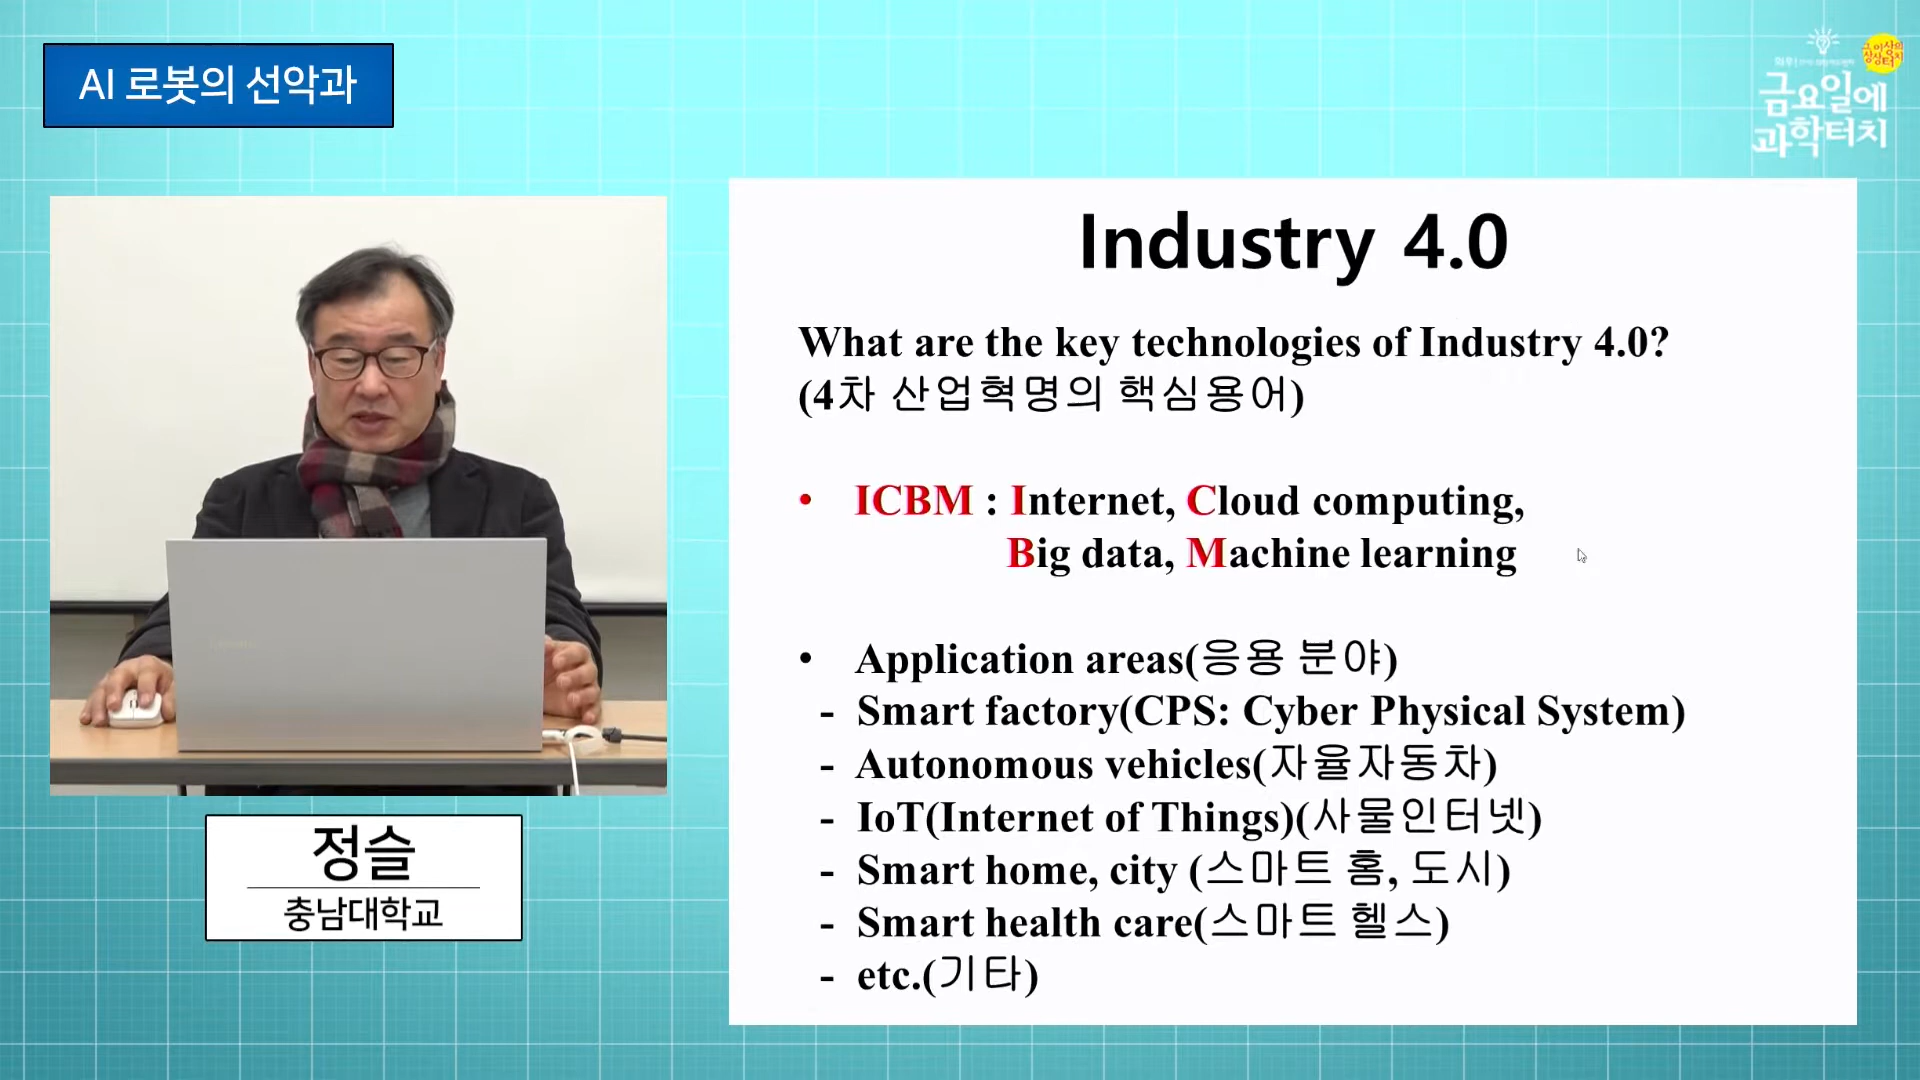 AI 로봇의 선악과
금요일에
과학터치
정슬
충남대학교
Industry 4.0
What are the key technologies of Industry 4.0?
(4차 산업혁명의 핵심용어)
• ICBM : Internet, Cloud computing,
Big data, Machine learning
• Application areas(응용 분야)
- Smart factory(CPS: Cyber Physical System)
- Autonomous vehicles(자율자동차)
- IoT(Internet of Things)(사물인터넷)
- Smart home, city (스마트 홈, 도시)
- Smart health care(스마트 헬스)
- etc.(기타)